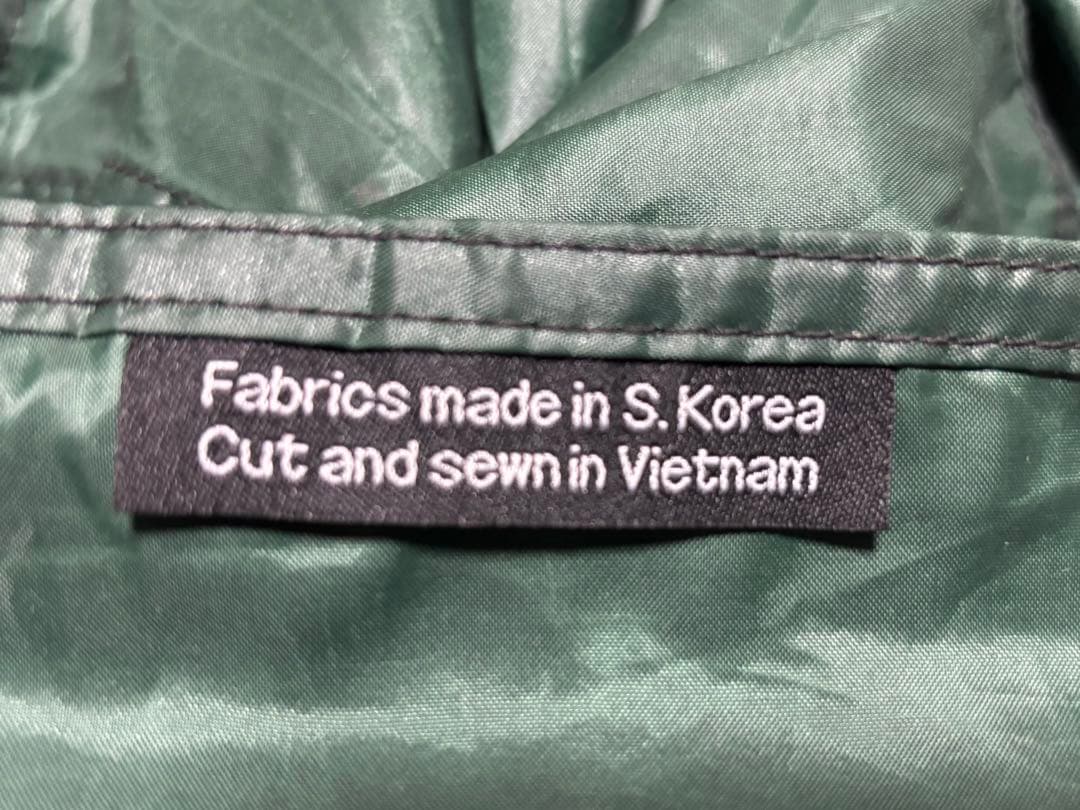 Fabrics made in S. Korea
Cut and sewn in Vietnam